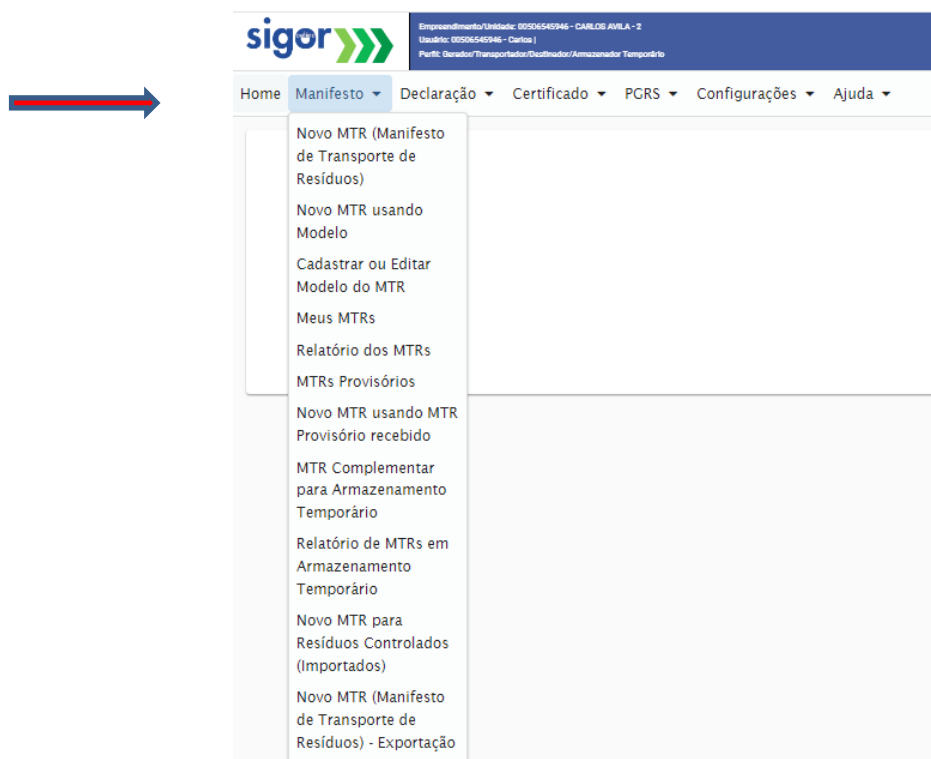 sigor
Empreendimento/Unidade: 00506545946 - CARLOS AVILA - 2
Usuário: 00506545946 - Carlos |
Perfil: Gerador/Transportador/Destinador/Armazenador Temporário
Home Manifesto Declaração Certificado PGRS Configurações Ajuda
Novo MTR (Manifesto
de Transporte de
Resíduos)
Novo MTR usando
Modelo
Cadastrar ou Editar
Modelo do MTR
Meus MTRs
Relatório dos MTRs
MTRs Provisórios
Novo MTR usando MTR
Provisório recebido
MTR Complementar
para Armazenamento
Temporário
Relatório de MTRs em
Armazenamento
Temporário
Novo MTR para
Resíduos Controlados
(Importados)
Novo MTR (Manifesto
de Transporte de
Resíduos) - Exportação